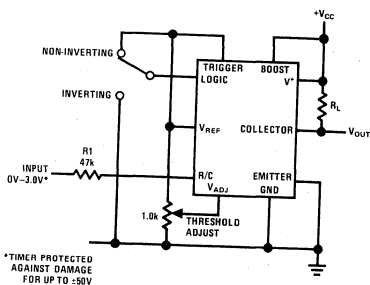 +VCC
NON-INVERTING
TRIGGER
BOOST
LOGIC
V+
INVERTING
RL
VREF
COLLECTOR
VOUT
R1
47k
INPUT
0V–3.0V*
R/C
EMITTER
VADJ
GND
1.0k
THRESHOLD
ADJUST
*TIMER PROTECTED
AGAINST DAMAGE
FOR UP TO ±50V